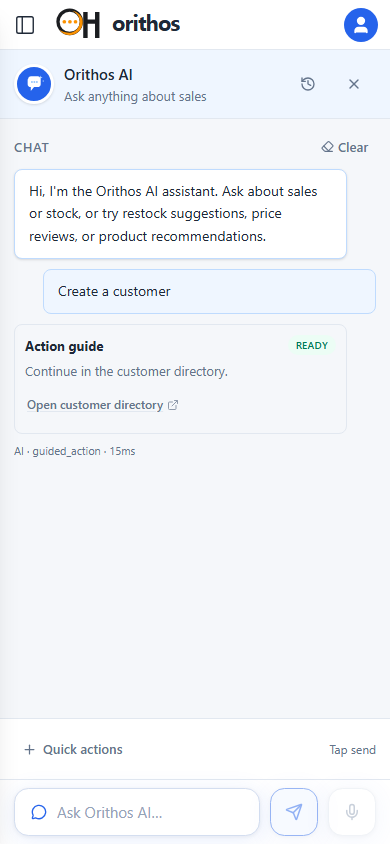 OH orithos
Orithos AI
Ask anything about sales
CHAT
Clear
Hi, I'm the Orithos AI assistant. Ask about sales
or stock, or try restock suggestions, price
reviews, or product recommendations.
Create a customer
Action guide
READY
Continue in the customer directory.
Open customer directory
AI · guided_action · 15ms
Quick actions
Tap send
Ask Orithos AI...